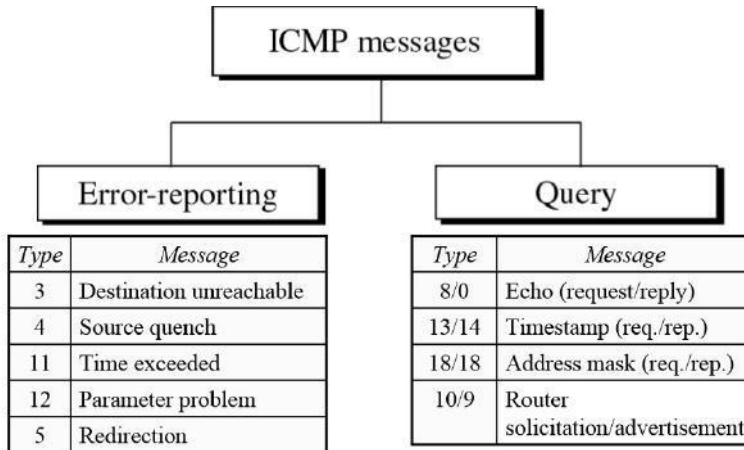 ICMP messages
Error-reporting
Type Message
3 Destination unreachable
4 Source quench
11 Time exceeded
12 Parameter problem
5 Redirection
Query
Type Message
8/0 Echo (request/reply)
13/14 Timestamp (req./rep.)
18/18 Address mask (req./rep.)
10/9 Router
solicitation/advertisement